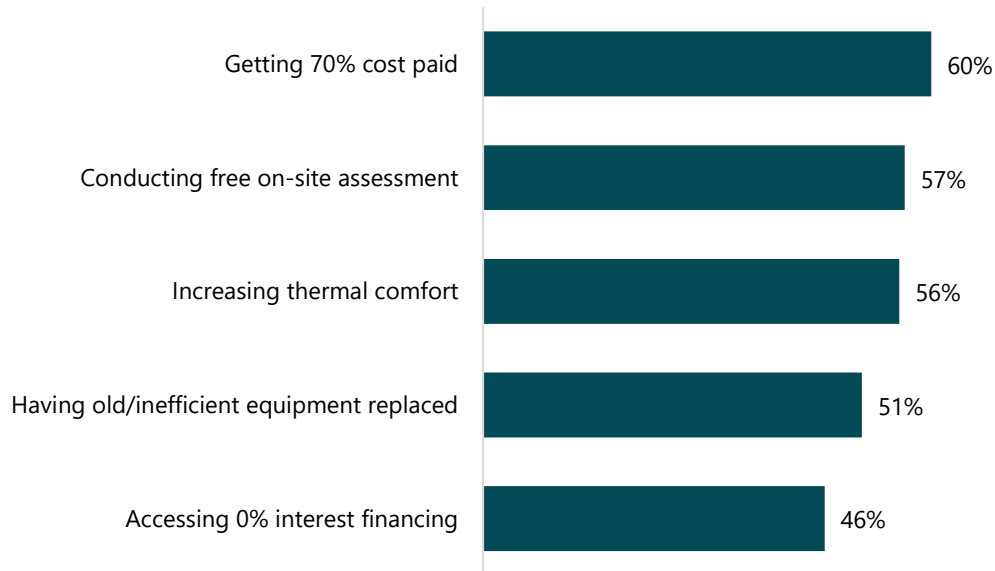 Getting 70% cost paid
60%
Conducting free on-site assessment
57%
Increasing thermal comfort
56%
Having old/inefficient equipment replaced
51%
Accessing 0% interest financing
46%